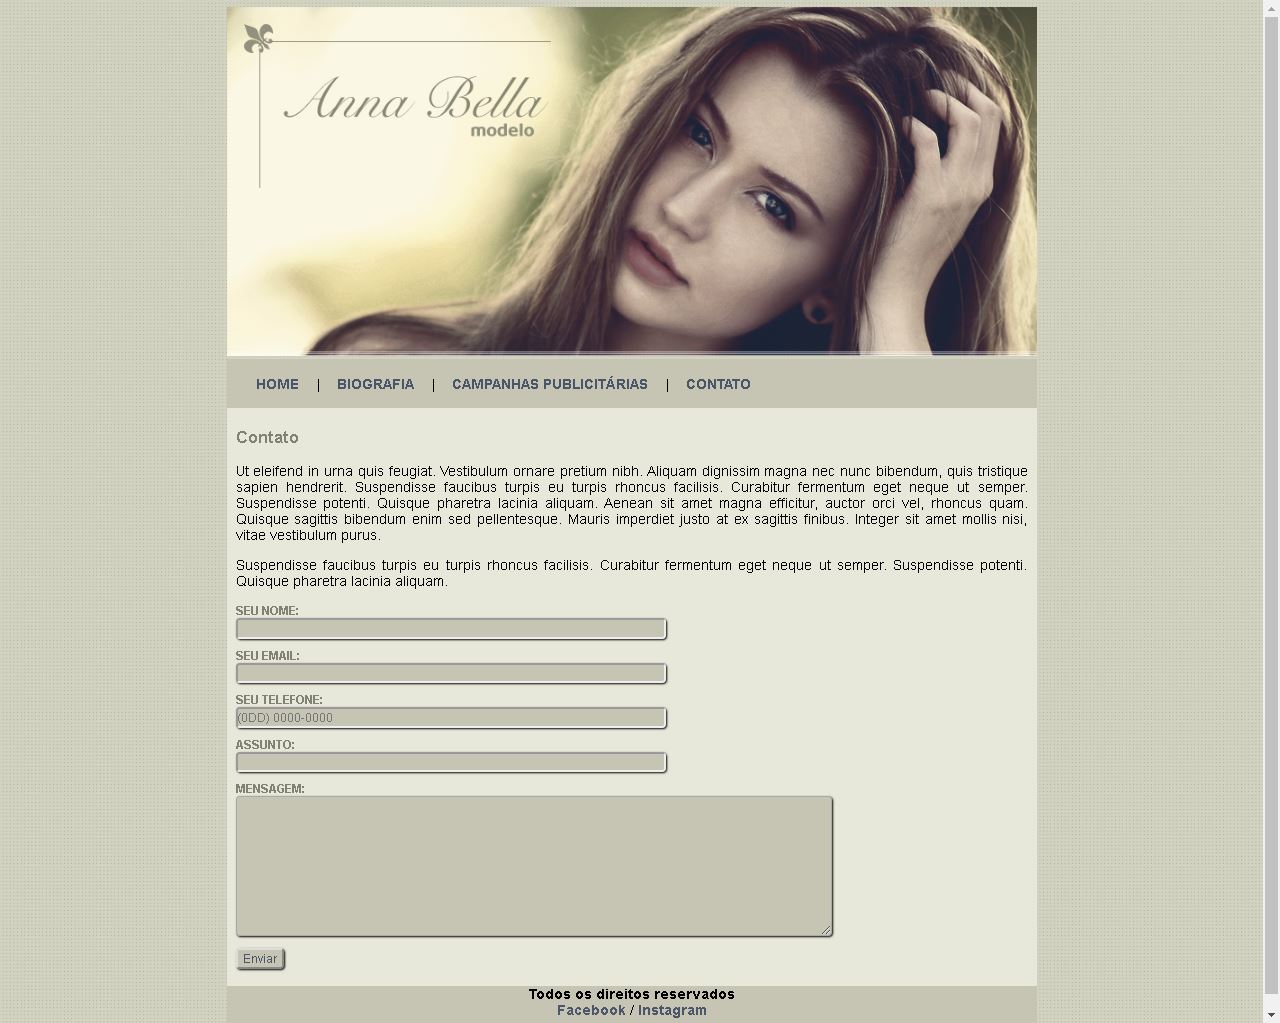 Anna Bella
modelo
HOME | BIOGRAFIA | CAMPANHAS PUBLICITÁRIAS | CONTATO
Contato
Ut eleifend in urna quis feugiat. Vestibulum ornare pretium nibh. Aliquam dignissim magna nec nunc bibendum, quis tristique
sapien hendrerit. Suspendisse faucibus turpis eu turpis rhoncus facilisis. Curabitur fermentum eget neque ut semper.
Suspendisse potenti. Quisque pharetra lacinia aliquam. Aenean sit amet magna efficitur, auctor orci vel, rhoncus quam.
Quisque sagittis bibendum enim sed pellentesque. Mauris imperdiet justo at ex sagittis finibus. Integer sit amet mollis nisi,
vitae vestibulum purus.
Suspendisse faucibus turpis eu turpis rhoncus facilisis. Curabitur fermentum eget neque ut semper. Suspendisse potenti.
Quisque pharetra lacinia aliquam.
SEU NOME:
SEU EMAIL:
SEU TELEFONE:
(0DD) 0000-0000
ASSUNTO:
MENSAGEM:
Enviar
Todos os direitos reservados
Facebook / Instagram